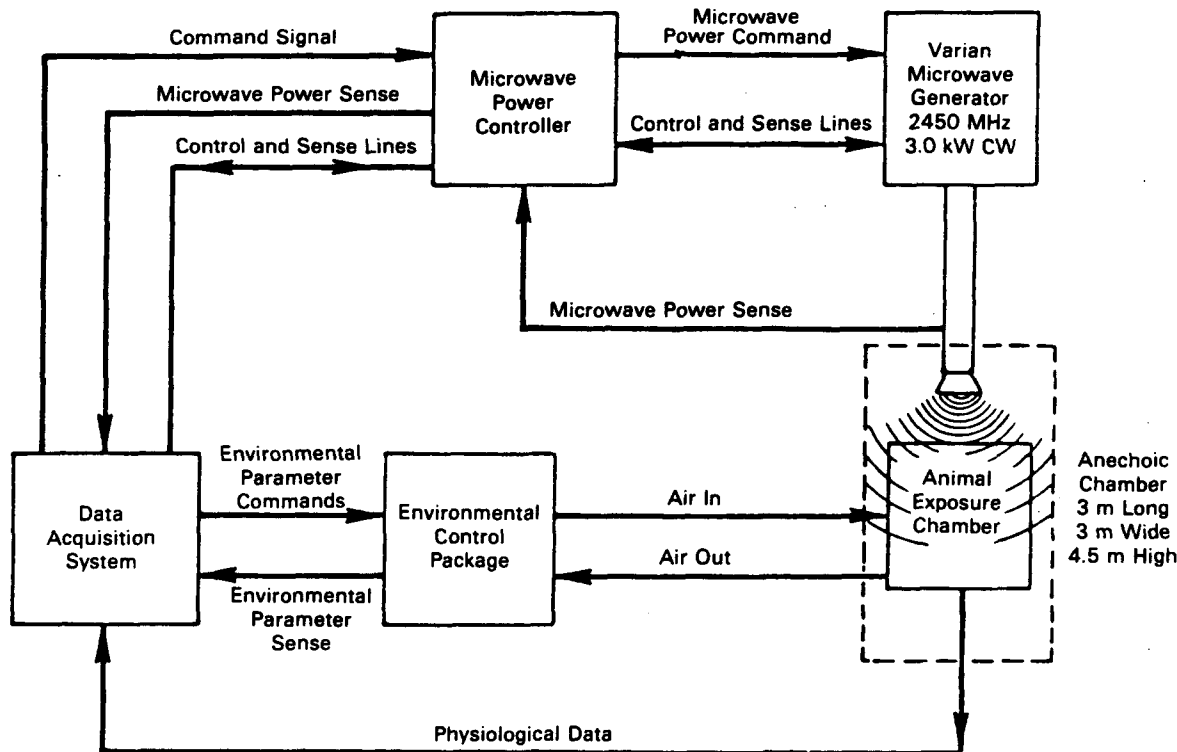 Command Signal
Microwave Power Sense
Control and Sense Lines
Microwave
Power
Controller
Microwave
Power Command
Control and Sense Lines
Varian
Microwave
Generator
2450 MHz
3.0 kW CW
Microwave Power Sense
Data
Acquisition
System
Environmental
Parameter
Commands
Environmental
Parameter
Sense
Environmental
Control
Package
Air In
Air Out
Animal
Exposure
Chamber
Anechoic
Chamber
3 m Long
3 m Wide
4.5 m High
Physiological Data